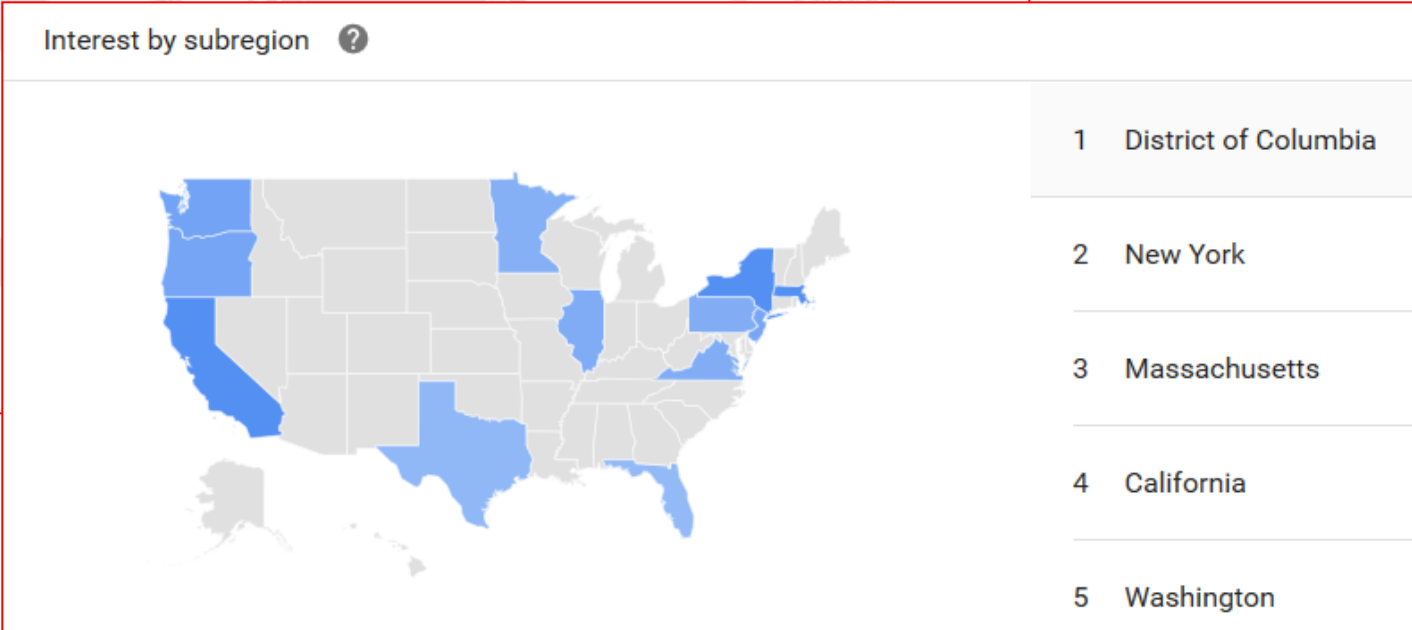 Interest by subregion ?
1 District of Columbia
2 New York
3 Massachusetts
4 California
5 Washington